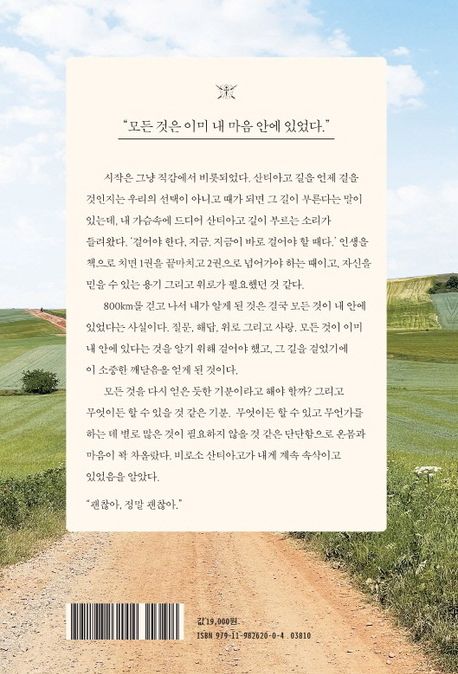 “모든 것은 이미 내 마음 안에 있었다.”
시작은 그냥 직감에서 비롯되었다. 산티아고 길을 언제 걸을
것인지는 우리의 선택이 아니고 때가 되면 그 길이 부른다는 말이
있는데, 내 가슴속에 드디어 산티아고 길이 부르는 소리가
들려왔다. ‘걸어야 한다, 지금. 지금이 바로 걸어야 할 때다.’ 인생을
책으로 치면 1권을 끝마치고 2권으로 넘어가야 하는 때이고, 자신을
믿을 수 있는 용기 그리고 위로가 필요했던 것 같다.
800km를 걷고 나서 내가 알게 된 것은 결국 모든 것이 내 안에
있었다는 사실이다. 질문, 해답, 위로 그리고 사랑. 모든 것이 이미
내 안에 있다는 것을 알기 위해 걸어야 했고, 그 길을 걸었기에
이 소중한 깨달음을 얻게 된 것이다.
모든 것을 다시 얻은 듯한 기분이라고 해야 할까? 그리고
무엇이든 할 수 있을 것 같은 기분. 무엇이든 할 수 있고 무언가를
하는 데 별로 많은 것이 필요하지 않을 것 같은 단단함으로 온몸과
마음이 꽉 차올랐다. 비로소 산티아고가 내게 계속 속삭이고
있었음을 알았다.
“괜찮아, 정말 괜찮아.”
값 19,000원
ISBN 979-11-982620-0-4 03810